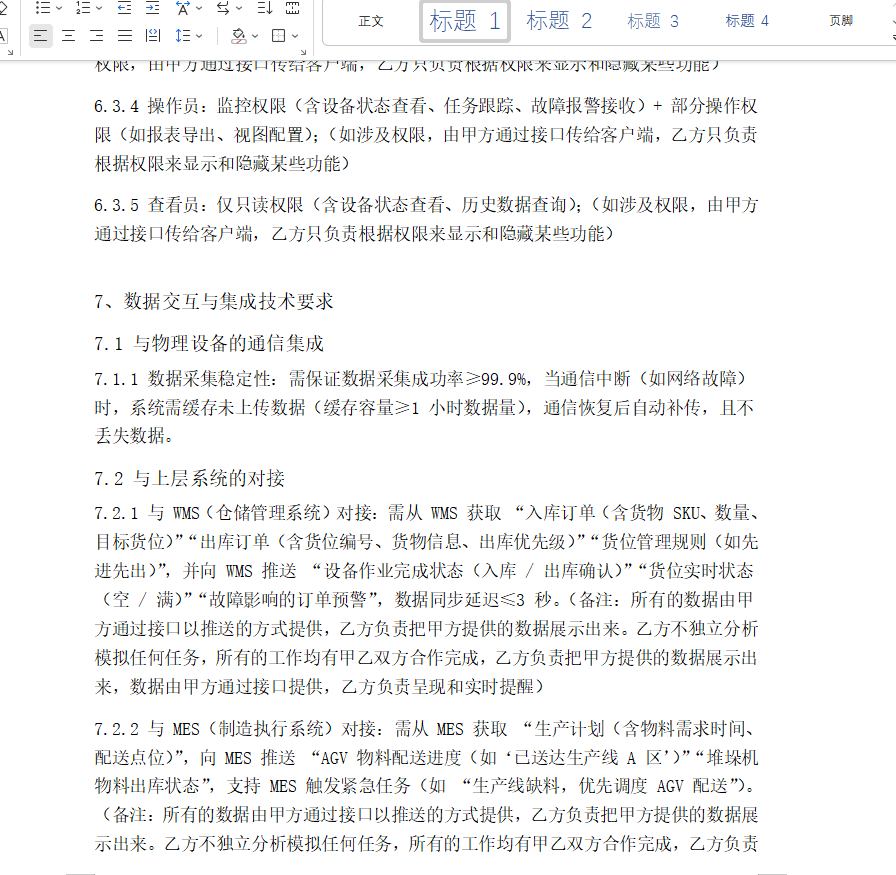 正文
标题 1
标题 2
标题 3
标题 4
页脚
权限，由甲方通过接口传给客户端，乙方只负责根据权限来显示和隐藏某些功能）
6.3.4 操作员：监控权限（含设备状态查看、任务跟踪、故障报警接收）+ 部分操作权
限（如报表导出、视图配置）；（如涉及权限，由甲方通过接口传给客户端，乙方只负责
根据权限来显示和隐藏某些功能）
6.3.5 查看员：仅只读权限（含设备状态查看、历史数据查询）；（如涉及权限，由甲方
通过接口传给客户端，乙方只负责根据权限来显示和隐藏某些功能）
7、数据交互与集成技术要求
7.1 与物理设备的通信集成
7.1.1 数据采集稳定性：需保证数据采集成功率≥99.9%，当通信中断（如网络故障）
时，系统需缓存未上传数据（缓存容量≥1 小时数据量），通信恢复后自动补传，且不
丢失数据。
7.2 与上层系统的对接
7.2.1 与 WMS（仓储管理系统）对接：需从 WMS 获取 “入库订单（含货物 SKU、数量、
目标货位）”“出库订单（含货位编号、货物信息、出库优先级）”“货位管理规则（如先
进先出）”，并向 WMS 推送 “设备作业完成状态（入库 / 出库确认）”“货位实时状态
（空 / 满）”“故障影响的订单预警”，数据同步延迟≤3 秒。（备注：所有的数据由甲
方通过接口以推送的方式提供，乙方负责把甲方提供的数据展示出来。乙方不独立分析
模拟任何任务，所有的工作均有甲乙双方合作完成，乙方负责把甲方提供的数据展示出
来，数据由甲方通过接口提供，乙方负责呈现和实时提醒）
7.2.2 与 MES（制造执行系统）对接：需从 MES 获取 “生产计划（含物料需求时间、
配送点位）”，向 MES 推送 “AGV 物料配送进度（如 ‘已送达生产线 A 区’）”“堆垛机
物料出库状态”，支持 MES 触发紧急任务（如 “生产线缺料，优先调度 AGV 配送”）。
（备注：所有的数据由甲方通过接口以推送的方式提供，乙方负责把甲方提供的数据展
示出来。乙方不独立分析模拟任何任务，所有的工作均有甲乙双方合作完成，乙方负责